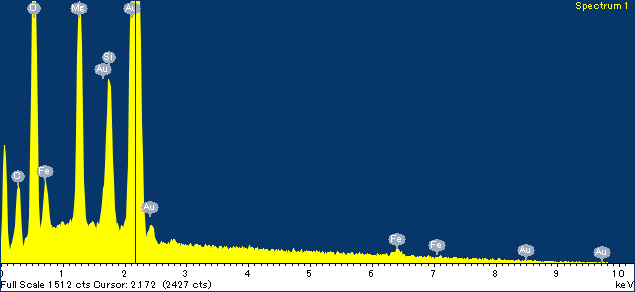 Spectrum 1
O Mg Au
Si
Au
Fe
C
Au
Fe
Fe
Au
Au
0 1 2 3 4 5 6 7 8 9 10
Full Scale 1512 cts Cursor: 2.172 (2427 cts) keV